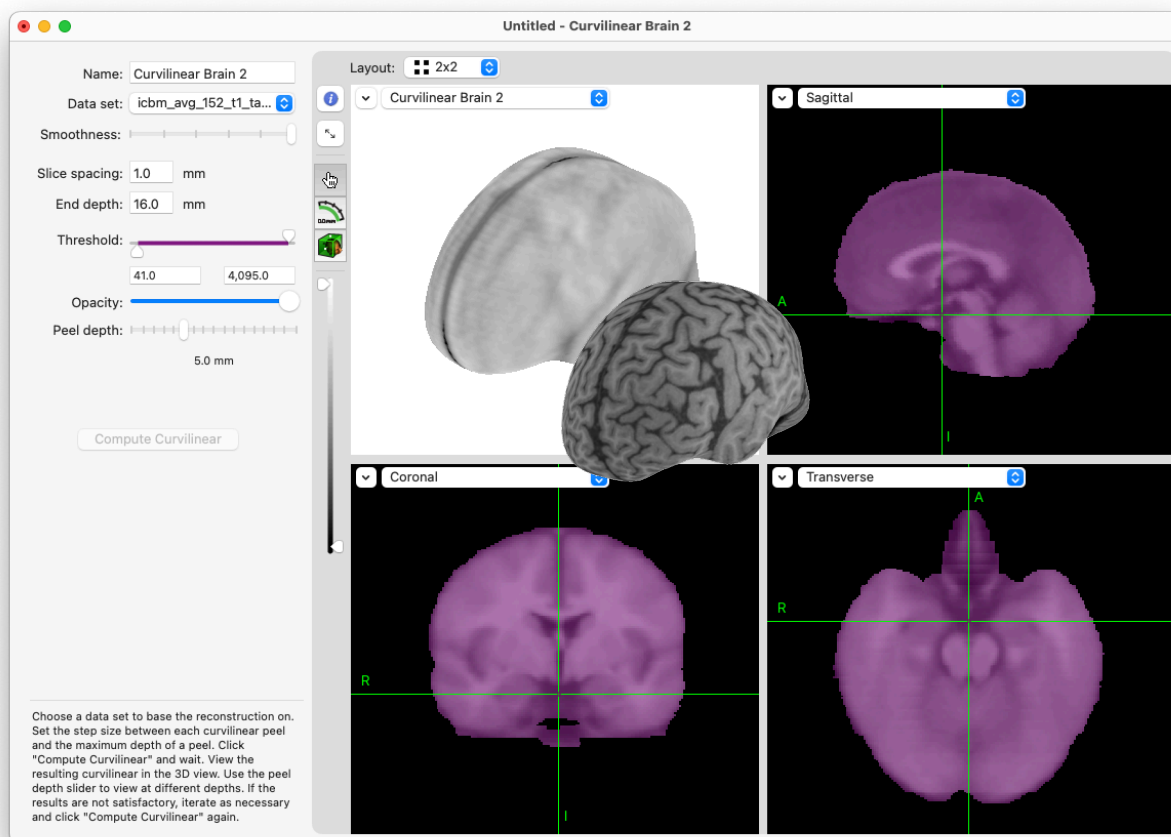 Untitled - Curvilinear Brain 2
Name: Curvilinear Brain 2
Data set: icbm_avg_152_t1_ta...
Smoothness:
Slice spacing: 1.0 mm
End depth: 16.0 mm
Threshold:
41.0 4,095.0
Opacity:
Peel depth:
5.0 mm
Compute Curvilinear
Choose a data set to base the reconstruction on.
Set the step size between each curvilinear peel
and the maximum depth of a peel. Click
"Compute Curvilinear" and wait. View the
resulting curvilinear in the 3D view. Use the peel
depth slider to view at different depths. If the
results are not satisfactory, iterate as necessary
and click "Compute Curvilinear" again.
Layout: 2x2
i
0.0mm
Curvilinear Brain 2
Sagittal
A
I
Coronal
R
I
Transverse
A
R